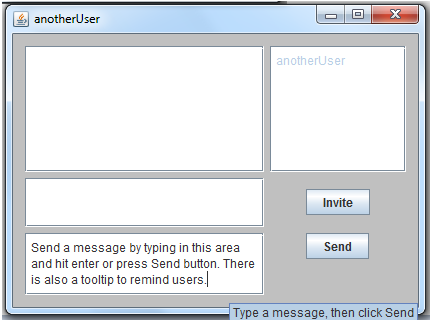 anotherUser
anotherUser
Invite
Send a message by typing in this area
and hit enter or press Send button. There
is also a tooltip to remind users.
Send
Type a message, then click Send